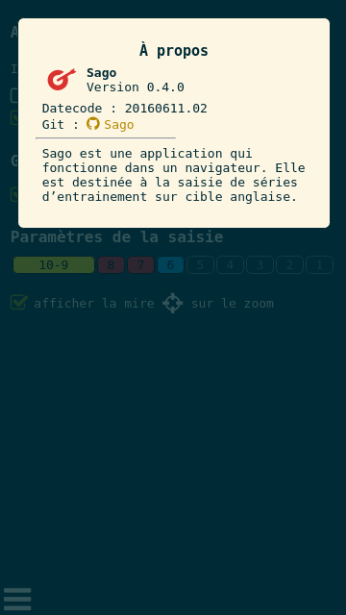 À propos
Sago
Version 0.4.0
Datecode : 20160611.02
Git : Sago
Sago est une application qui
fonctionne dans un navigateur. Elle
est destinée à la saisie de séries
d’entrainement sur cible anglaise.
Paramètres de la saisie
10-9 8 7 6 5 4 3 2 1
afficher la mire sur le zoom